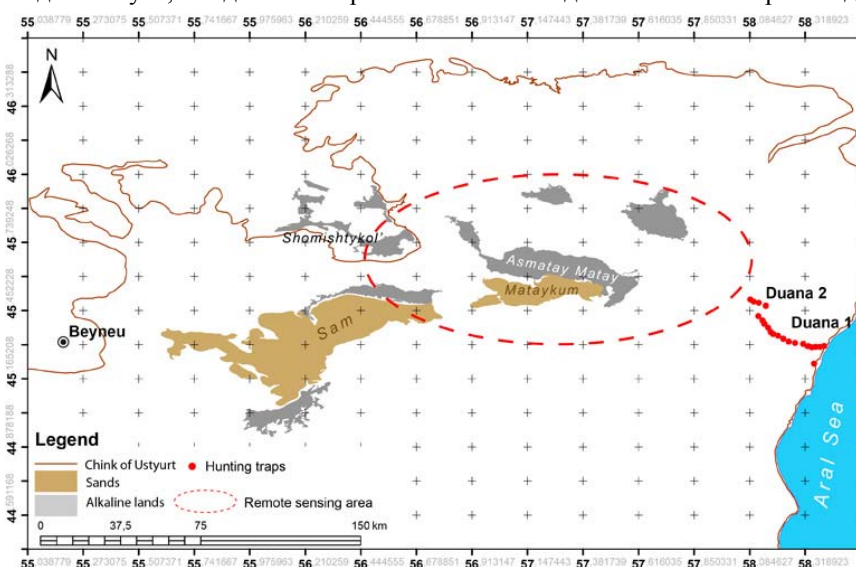 55,038779 55,273075 55,507371 55,741667 55,975963 56,210259 56,444555 56,678851 56,913147 57,147443 57,381739 57,616035 57,850331 58,084627 58,318923
N
46,313288
46,026268
45,739248
45,452228
45,165208
44,878188
44,591168
Shomishtykol'
Asmatay Matay
Mataykum
Sam
Beyneu
Duana 2
Duana 1
Aral Sea
Legend
Chink of Ustyurt
Hunting traps
Sands
Alkaline lands
Remote sensing area
0 37,5 75 150 km
55,038779 55,273075 55,507371 55,741667 55,975963 56,210259 56,444555 56,678851 56,913147 57,147443 57,381739 57,616035 57,850331 58,084627 58,318923